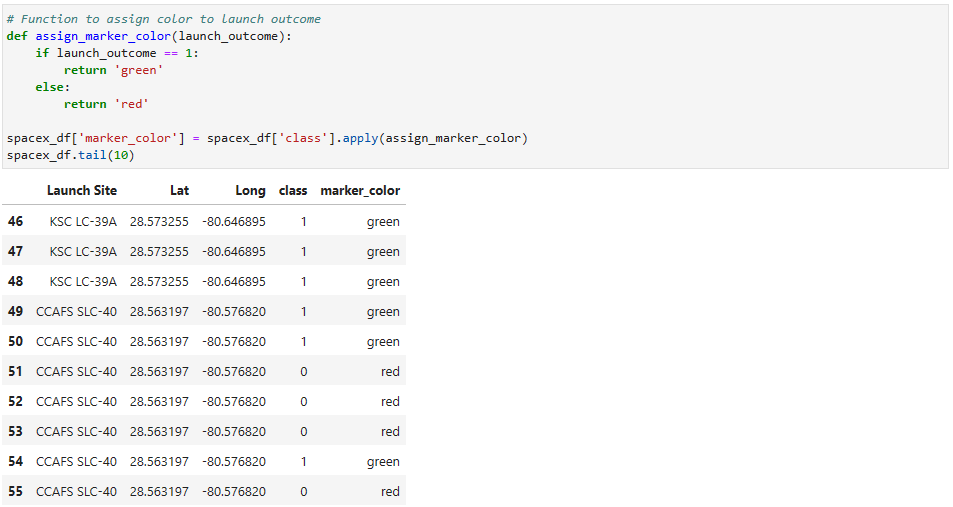 # Function to assign color to launch outcome
def assign_marker_color(launch_outcome):
    if launch_outcome == 1:
        return 'green'
    else:
        return 'red'
spacex_df['marker_color'] = spacex_df['class'].apply(assign_marker_color)
spacex_df.tail(10)
Launch Site Lat Long class marker_color
46 KSC LC-39A 28.573255 -80.646895 1 green
47 KSC LC-39A 28.573255 -80.646895 1 green
48 KSC LC-39A 28.573255 -80.646895 1 green
49 CCAFS SLC-40 28.563197 -80.576820 1 green
50 CCAFS SLC-40 28.563197 -80.576820 1 green
51 CCAFS SLC-40 28.563197 -80.576820 0 red
52 CCAFS SLC-40 28.563197 -80.576820 0 red
53 CCAFS SLC-40 28.563197 -80.576820 0 red
54 CCAFS SLC-40 28.563197 -80.576820 1 green
55 CCAFS SLC-40 28.563197 -80.576820 0 red